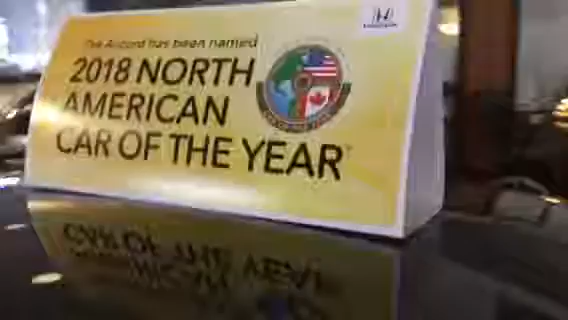 The Accord has been named
2018 NORTH
AMERICAN
CAR OF THE YEAR